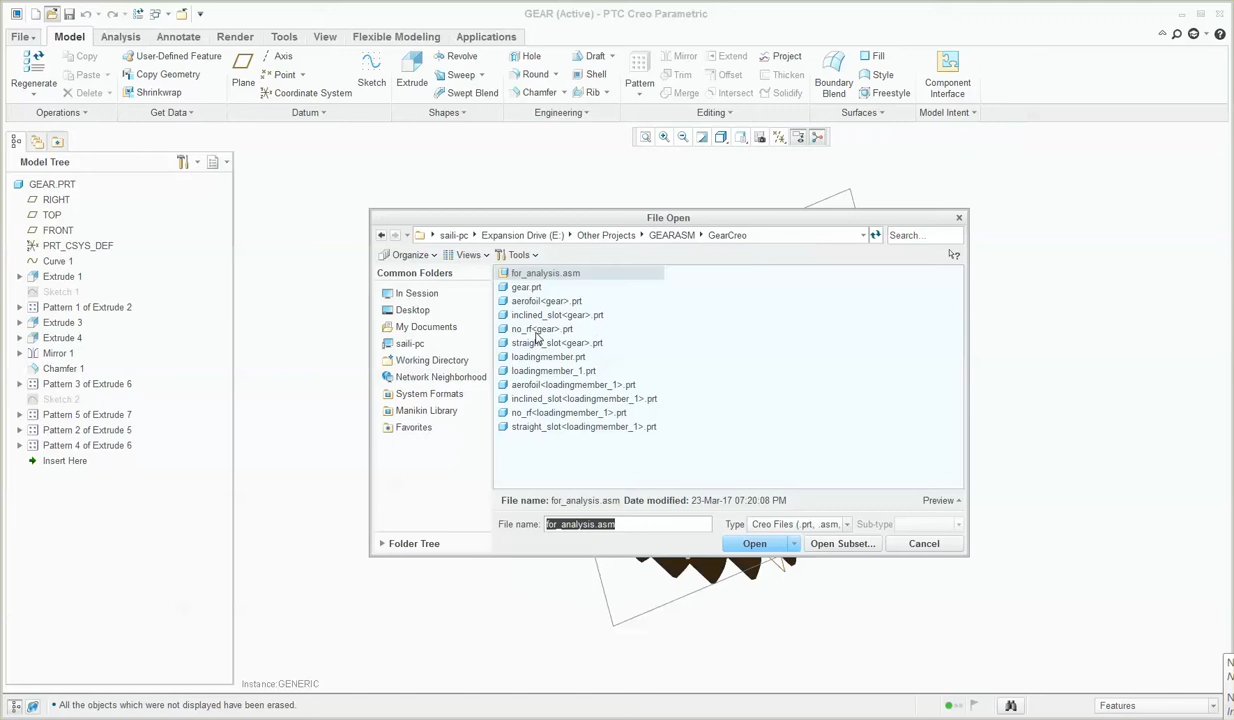 GEAR (Active) - PTC Creo Parametric
File
Model
Analysis
Annotate
Render
Tools
View
Flexible Modeling
Applications
Regenerate
Copy
Paste
Delete
User-Defined Feature
Copy Geometry
Shrinkwrap
Plane
Axis
Point
Coordinate System
Sketch
Extrude
Revolve
Sweep
Swept Blend
Hole
Round
Chamfer
Draft
Shell
Rib
Pattern
Mirror
Trim
Merge
Extend
Offset
Intersect
Project
Thicken
Solidify
Boundary
Blend
Fill
Style
Freestyle
Component
Interface
Operations
Get Data
Datum
Shapes
Engineering
Editing
Surfaces
Model Intent
Model Tree
GEAR.PRT
RIGHT
TOP
FRONT
PRT_CSYS_DEF
Curve 1
Extrude 1
Sketch 1
Pattern 1 of Extrude 2
Extrude 3
Extrude 4
Mirror 1
Chamfer 1
Pattern 3 of Extrude 6
Sketch 2
Pattern 5 of Extrude 7
Pattern 2 of Extrude 5
Pattern 4 of Extrude 6
Insert Here
File Open
saili-pc
Expansion Drive (E:)
Other Projects
GEARASM
GearCreo
Search...
Organize
Views
Tools
Common Folders
In Session
Desktop
My Documents
saili-pc
Working Directory
Network Neighborhood
System Formats
Manikin Library
Favorites
Folder Tree
for_analysis.asm
gear.prt
aerofoil<gear>.prt
inclined_slot<gear>.prt
no_rf<gear>.prt
straight_slot<gear>.prt
loadingmember.prt
loadingmember_1.prt
aerofoil<loadingmember_1>.prt
inclined_slot<loadingmember_1>.prt
no_rf<loadingmember_1>.prt
straight_slot<loadingmember_1>.prt
File name: for_analysis.asm Date modified: 23-Mar-17 07:20:08 PM
Preview
File name: for_analysis.asm
Type Creo Files (.prt, .asm,
Sub-type
Open
Open Subset...
Cancel
Instance:GENERIC
All the objects which were not displayed have been erased.
Features